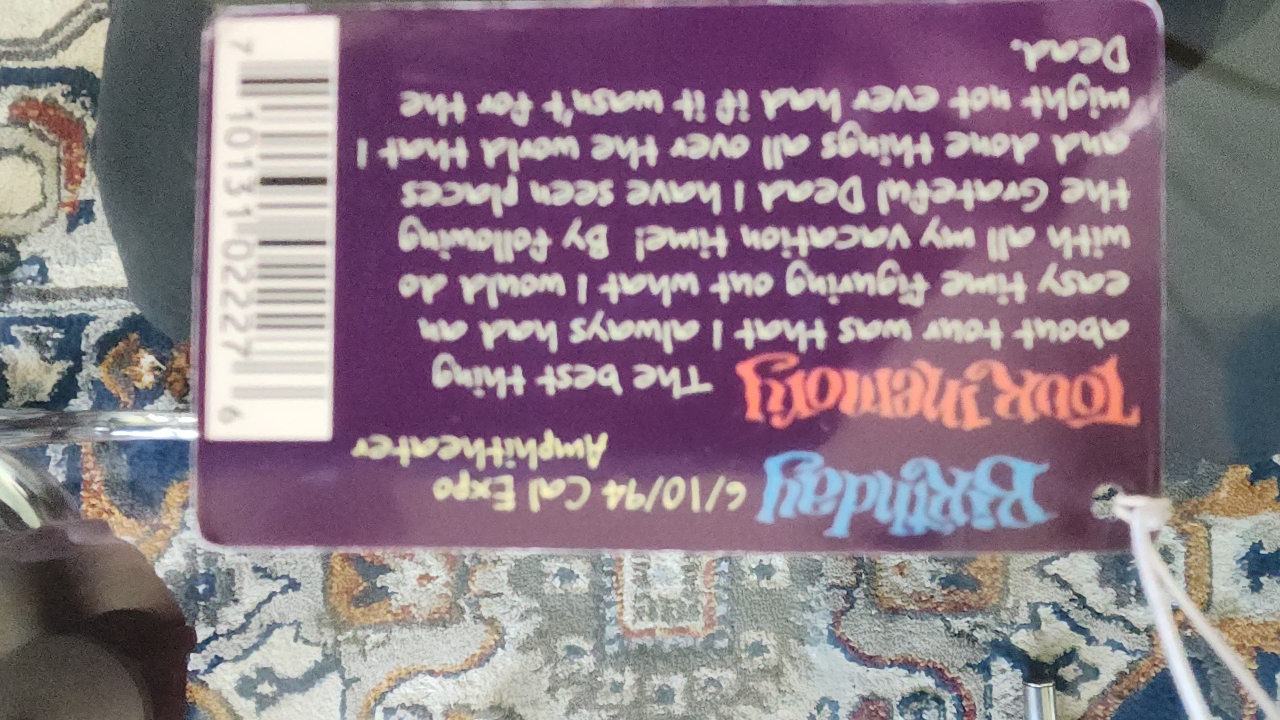 Birthday 6/10/94 Cal Expo
Amphitheater
Tour Memory The best thing
about tour was that I always had an
easy time figuring out what I would do
with all my vacation time! By following
the Grateful Dead I have seen places
and done things all over the world that I
might not ever had if it wasn't for the
Dead.
7 10131 02227 6